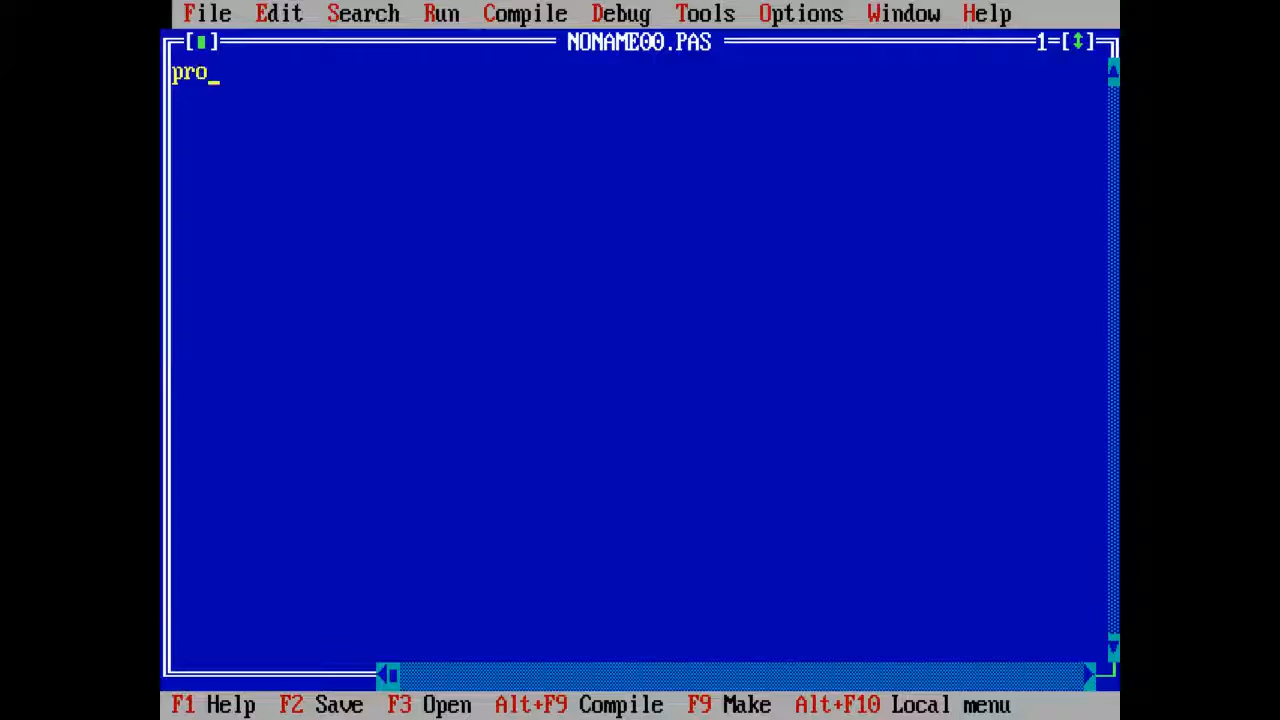 File Edit Search Run Compile Debug Tools Options Window Help
[■] NONAME00.PAS 1=[↕]
pro_
F1 Help F2 Save F3 Open Alt+F9 Compile F9 Make Alt+F10 Local menu